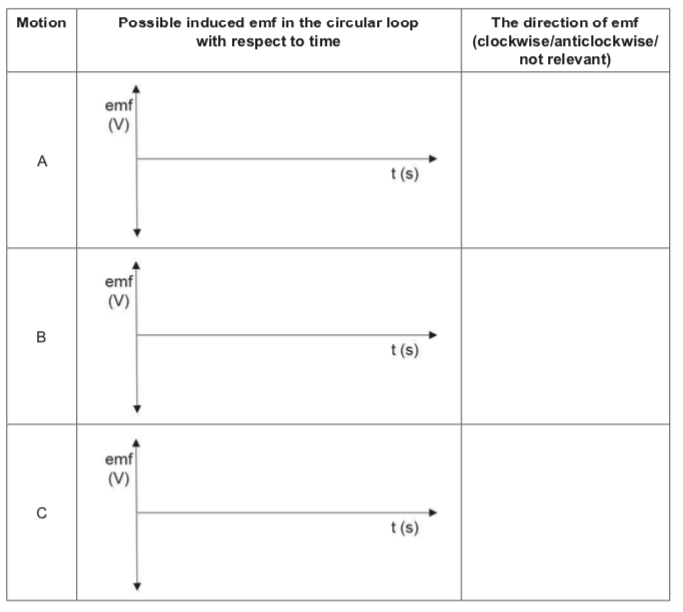 Motion
Possible induced emf in the circular loop
with respect to time
The direction of emf
(clockwise/anticlockwise/
not relevant)
A
emf
(V)
t (s)
B
emf
(V)
t (s)
C
emf
(V)
t (s)